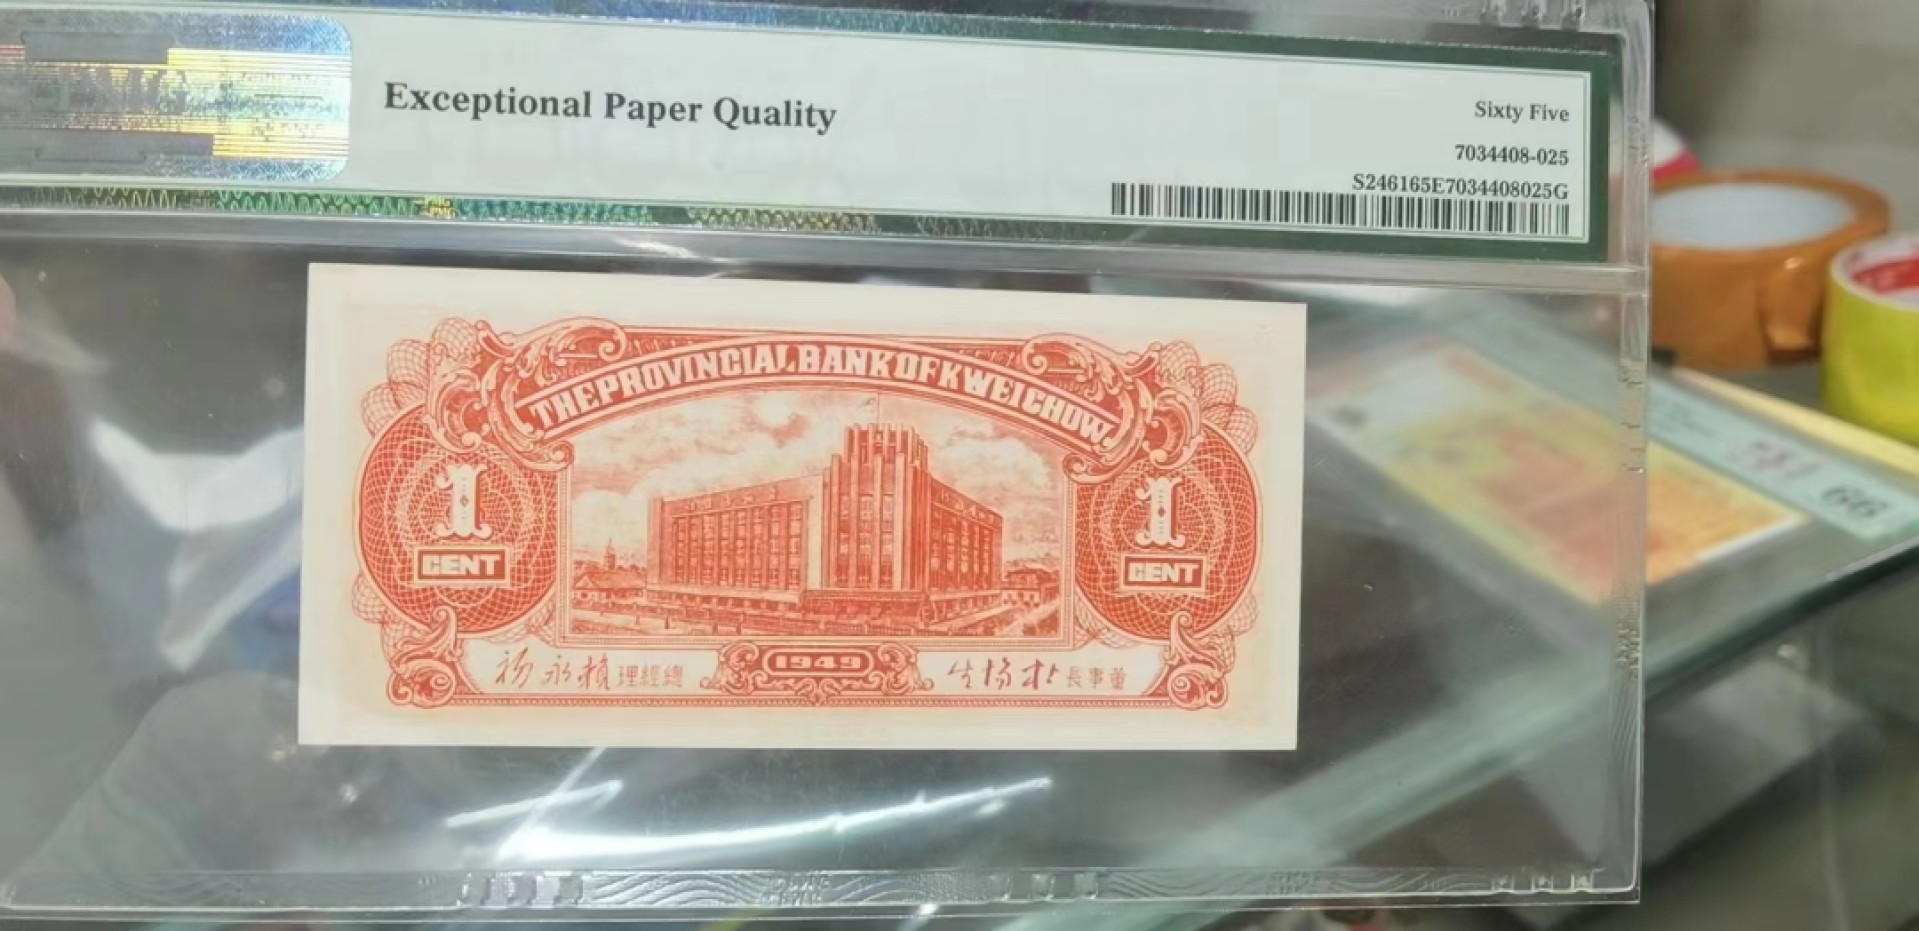 Exceptional Paper Quality
Sixty Five
7034408-025
S246165E7034408025G
THE PROVINCIAL BANK OF KWEICHOW
1
CENT
1
CENT
1949
理經總
長事董
66